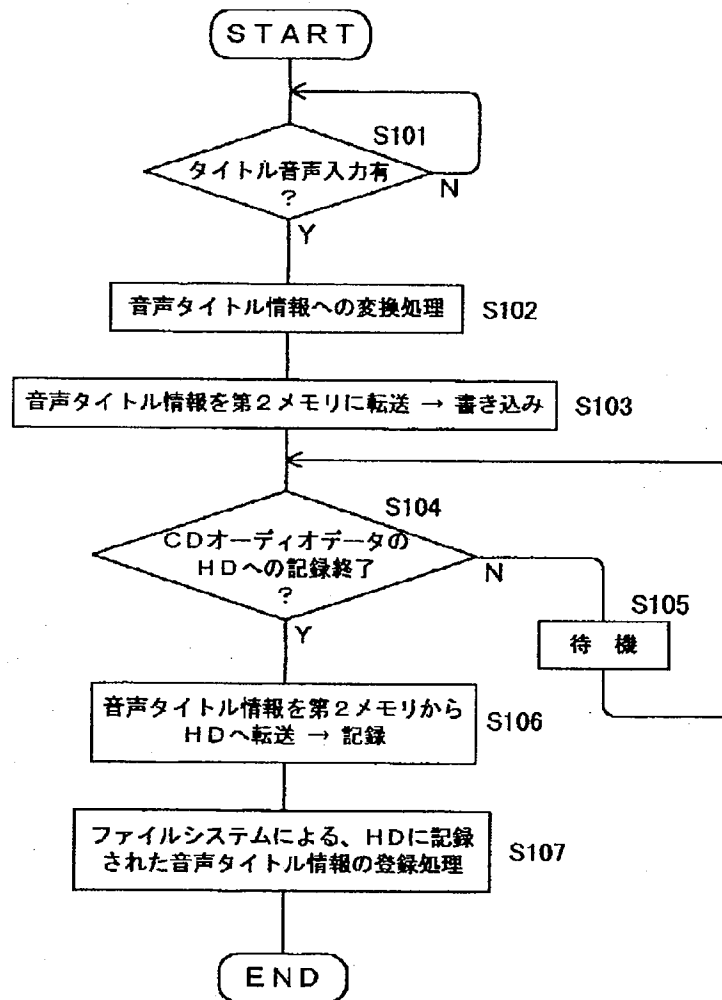 START
S101
タイトル音声入力有
?
N
Y
音声タイトル情報への変換処理
S102
音声タイトル情報を第2メモリに転送 → 書き込み
S103
S104
CDオーディオデータの
HDへの記録終了
?
N
Y
S105
待 機
音声タイトル情報を第2メモリから
HDへ転送 → 記録
S106
ファイルシステムによる、HDに記録
された音声タイトル情報の登録処理
S107
END